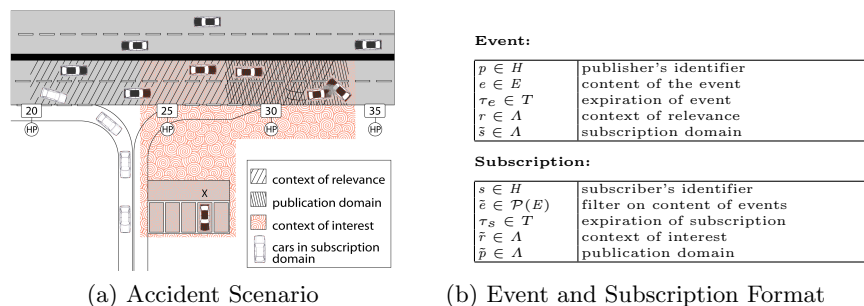 20
25
30
35
HP
HP
HP
HP
X
context of relevance
publication domain
context of interest
cars in subscription
domain
(a) Accident Scenario
Event:
p ∈ H publisher's identifier
e ∈ E content of the event
τe ∈ T expiration of event
r ∈ Λ context of relevance
s̃ ∈ Λ subscription domain
Subscription:
s ∈ H subscriber's identifier
ẽ ∈ P(E) filter on content of events
τs ∈ T expiration of subscription
r̃ ∈ Λ context of interest
p̃ ∈ Λ publication domain
(b) Event and Subscription Format